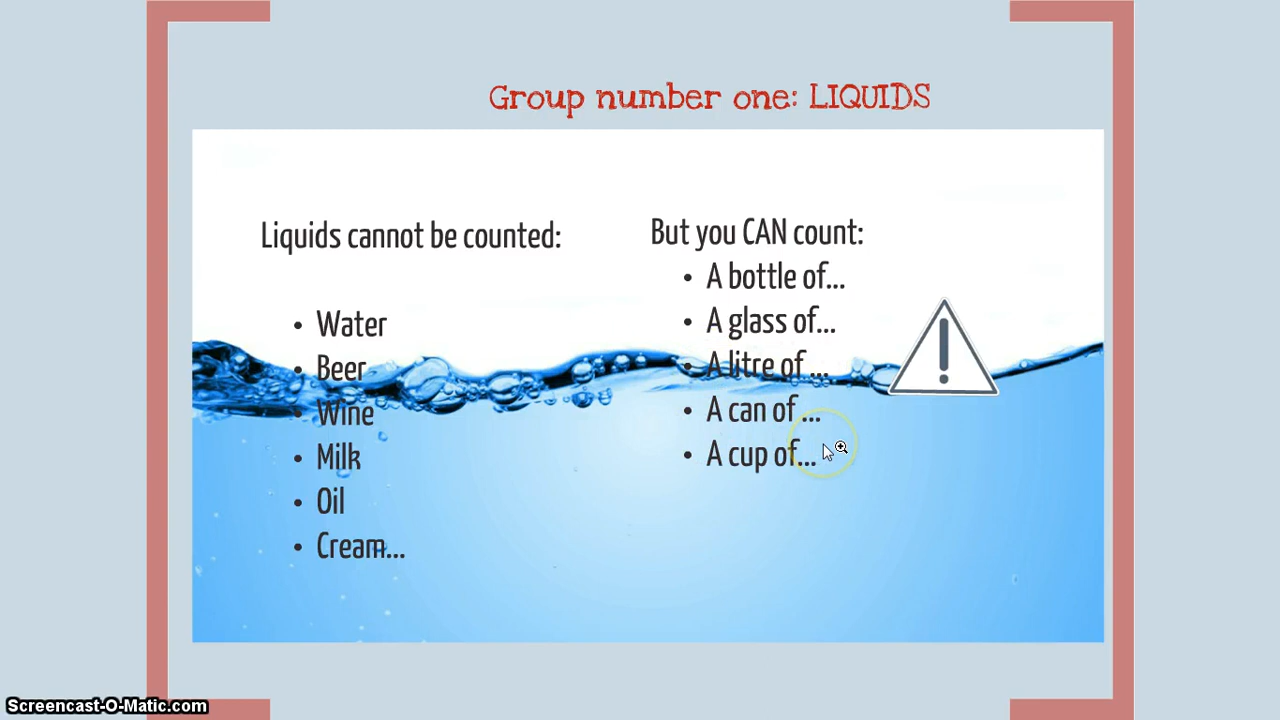 Group number one: LIQUIDS
Liquids cannot be counted:
• Water
• Beer
• Wine
• Milk
• Oil
• Cream...
But you CAN count:
• A bottle of...
• A glass of...
• A litre of ...
• A can of ...
• A cup of...
Screencast-O-Matic.com